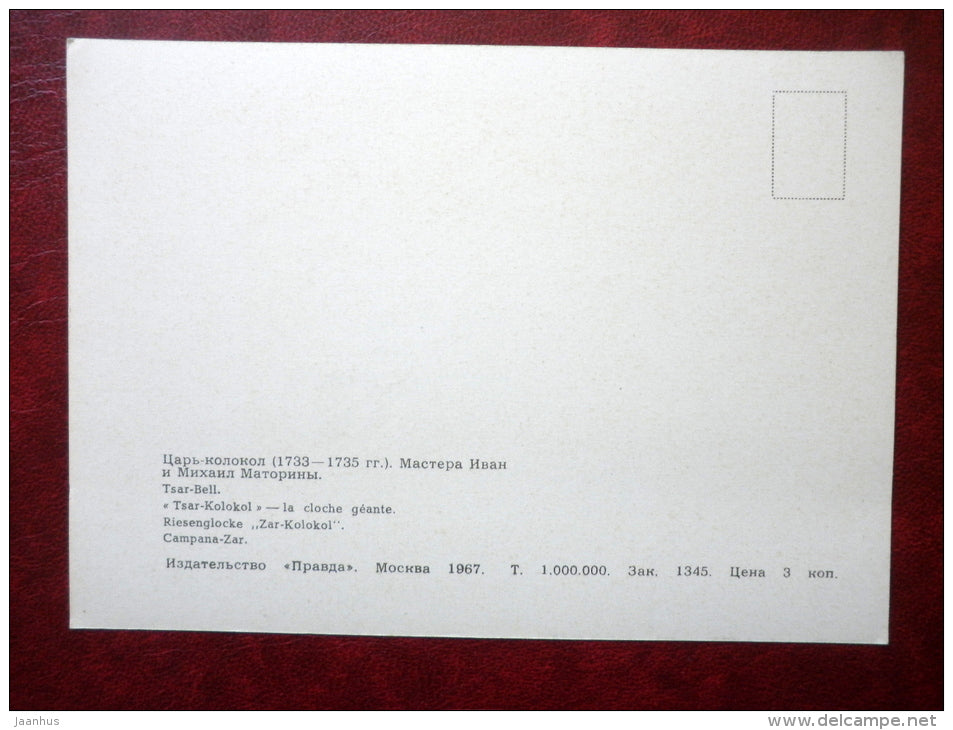 Царь-колокол (1733—1735 гг.). Мастера Иван
и Михаил Маторины.
Tsar-Bell.
« Tsar-Kolokol » — la cloche géante.
Riesenglocke ,,Zar-Kolokol".
Campana-Zar.
Издательство «Правда». Москва 1967. Т. 1.000.000. Зак. 1345. Цена 3 коп.
jaanhus
www.delcampe.net